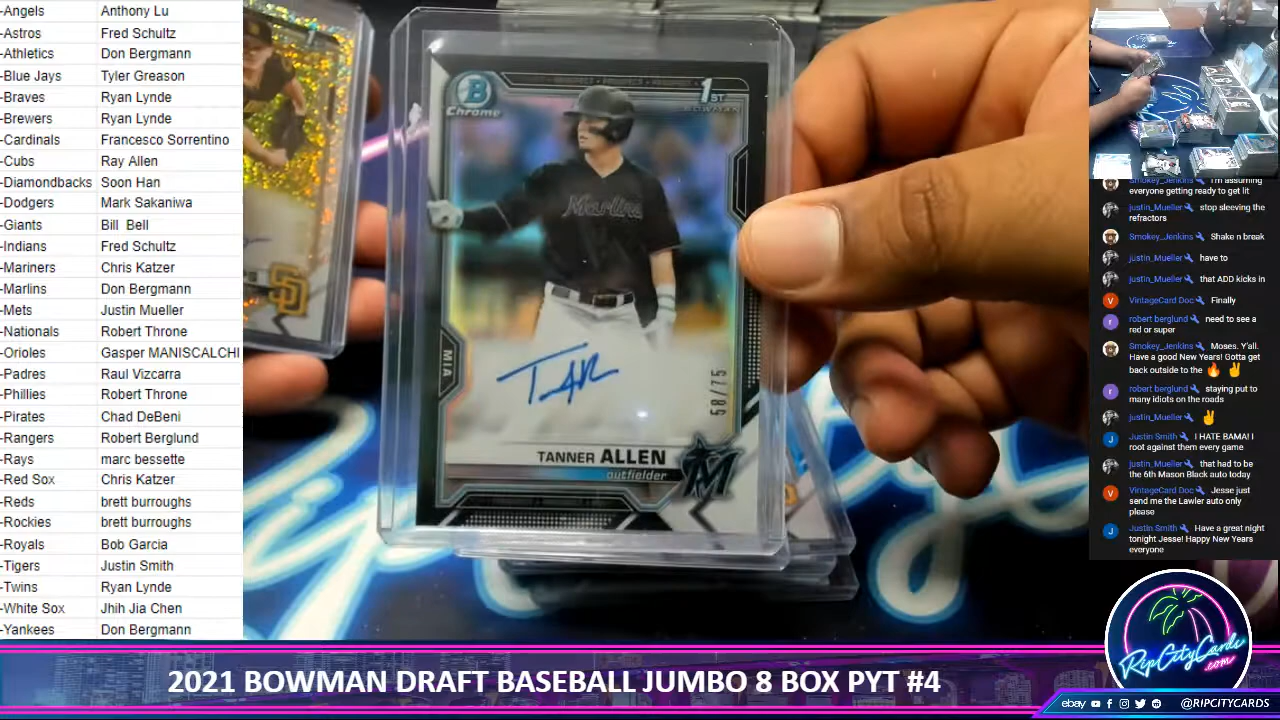 -Angels Anthony Lu
-Astros Fred Schultz
-Athletics Don Bergmann
-Blue Jays Tyler Greason
-Braves Ryan Lynde
-Brewers Ryan Lynde
-Cardinals Francesco Sorrentino
-Cubs Ray Allen
-Diamondbacks Soon Han
-Dodgers Mark Sakaniwa
-Giants Bill Bell
-Indians Fred Schultz
-Mariners Chris Katzer
-Marlins Don Bergmann
-Mets Justin Mueller
-Nationals Robert Throne
-Orioles Gasper MANISCALCHI
-Padres Raul Vizcarra
-Phillies Robert Throne
-Pirates Chad DeBeni
-Rangers Robert Berglund
-Rays marc bessette
-Red Sox Chris Katzer
-Reds brett burroughs
-Rockies brett burroughs
-Royals Bob Garcia
-Tigers Justin Smith
-Twins Ryan Lynde
-White Sox Jhih Jia Chen
-Yankees Don Bergmann
B
Chrome
1ST
BOWMAN
Marlins
MIA
58/75
TANNER ALLEN
outfielder
M
SD
Smokey_Jenkins I'm assuming
everyone getting ready to get lit
justin_Mueller stop sleeving the
refractors
Smokey_Jenkins Shake n break
justin_Mueller have to
justin_Mueller that ADD kicks in
V VintageCard Doc Finally
r robert berglund need to see a
red or super
Smokey_Jenkins Moses. Y'all.
Have a good New Years! Gotta get
back outside to the 🔥 ✌
r robert berglund staying put to
many idiots on the roads
justin_Mueller ✌
J Justin Smith I HATE BAMA! I
root against them every game
justin_Mueller that had to be
the 6th Mason Black auto today
V VintageCard Doc Jesse just
send me the Lawler auto only
please
J Justin Smith Have a great night
tonight Jesse! Happy New Years
everyone
RipCityCards
.com
2021 BOWMAN DRAFT BASEBALL JUMBO 8 BOX PYT #4
ebay @RIPCITYCARDS